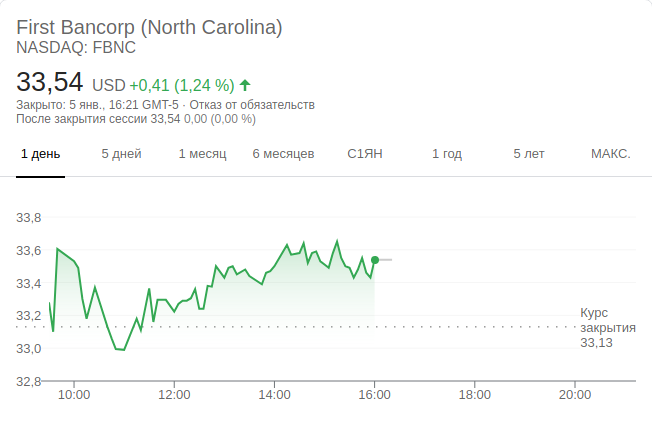 First Bancorp (North Carolina)
NASDAQ: FBNC
33,54 USD +0,41 (1,24 %)
Закрыто: 5 янв., 16:21 GMT-5 · Отказ от обязательств
После закрытия сессии 33,54 0,00 (0,00 %)
1 день 5 дней 1 месяц 6 месяцев С1ЯН 1 год 5 лет МАКС.
33,8
33,6
33,4
33,2
33,0
32,8
Курс
закрытия
33,13
10:00 12:00 14:00 16:00 18:00 20:00